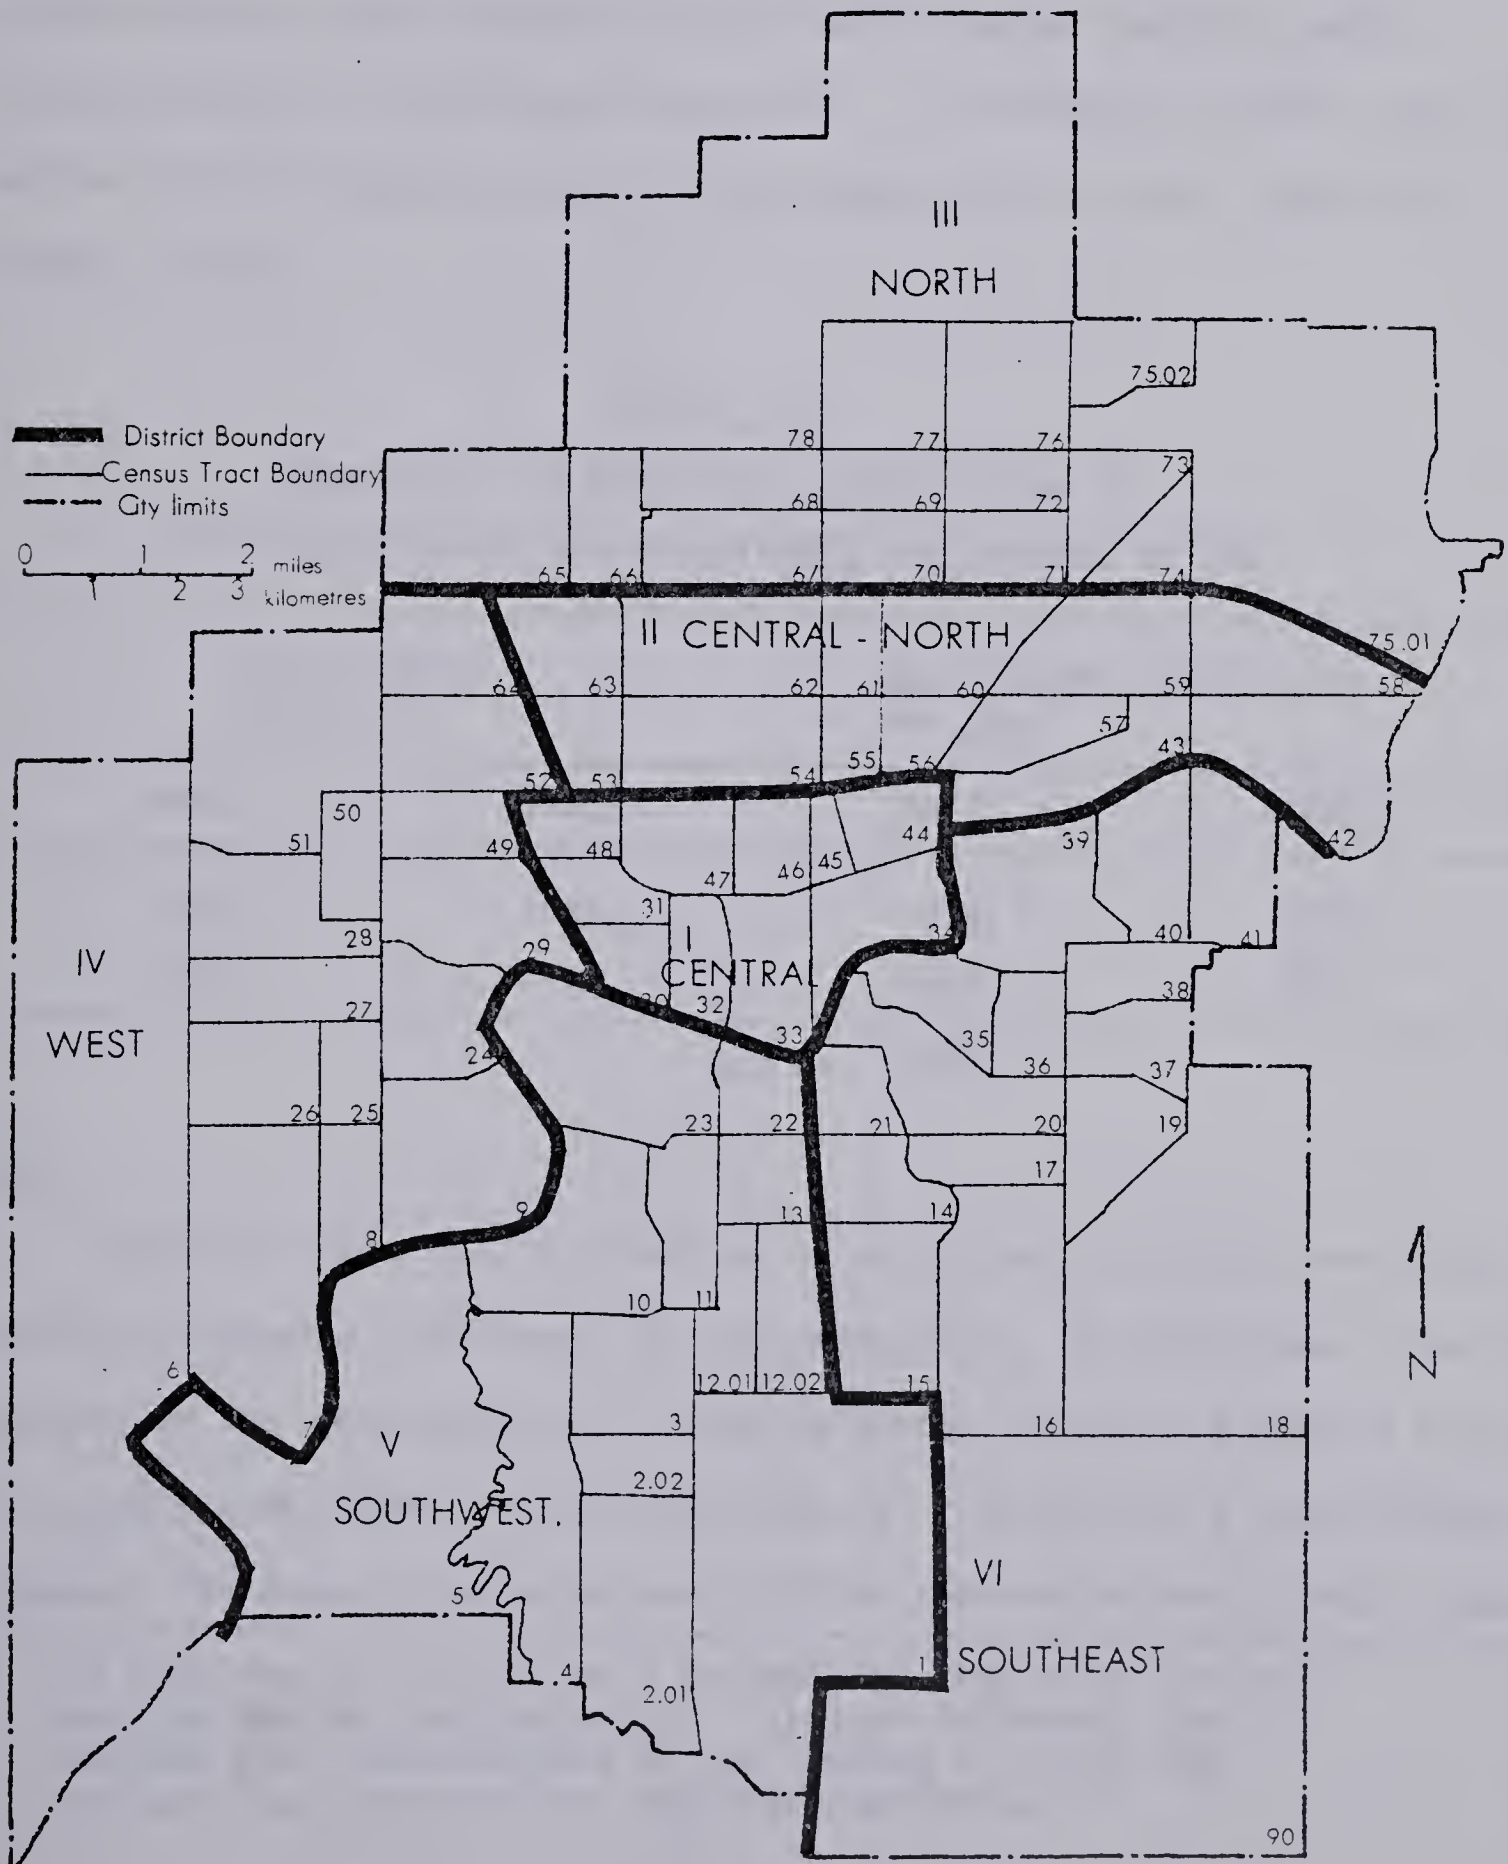 III
NORTH
75.02
District Boundary
Census Tract Boundary
City limits
78 77 76
73
68 69 72
0 1 2 miles
1 2 3 kilometres
65 66 67 70 71 74
II CENTRAL - NORTH
75.01
64 63 62 61 60 59 58
57
43
52 53 54 55 56
50
51 49 48 44 39 42
47 46 45
31
28 29 I 34 40 41
IV CENTRAL
30 32 38
27 33
WEST
24 35 36 37
26 25 23 22 21 20 19
17
8 9 13 14
10 11
6 12.01 12.02 15
7 V 3 16 18
2.02
SOUTHWEST.
5 VI
4 1 SOUTHEAST
2.01
N
90